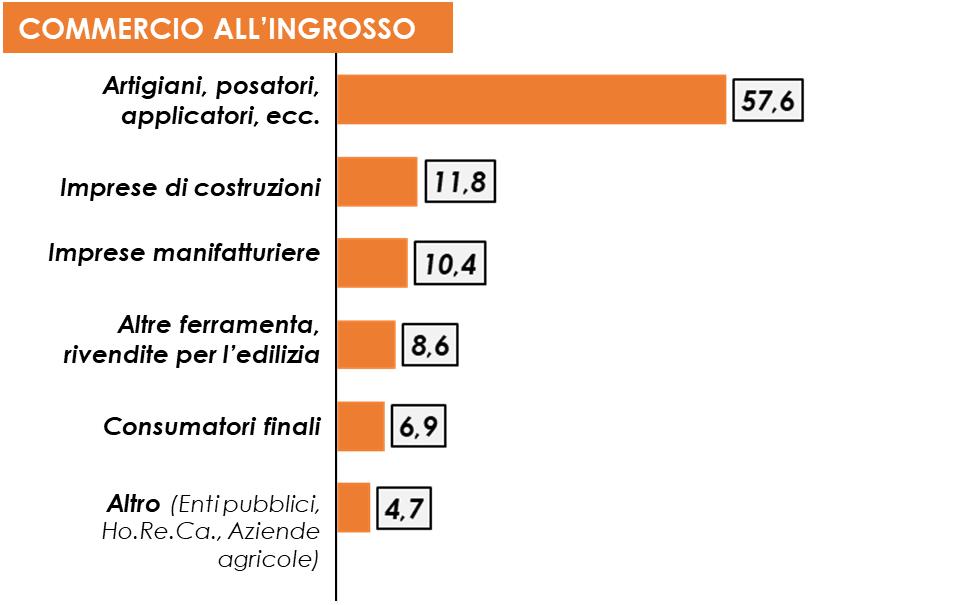 COMMERCIO ALL’INGROSSO
Artigiani, posatori,
applicatori, ecc.
57,6
Imprese di costruzioni
11,8
Imprese manifatturiere
10,4
Altre ferramenta,
rivendite per l’edilizia
8,6
Consumatori finali
6,9
Altro (Enti pubblici,
Ho.Re.Ca., Aziende
agricole)
4,7